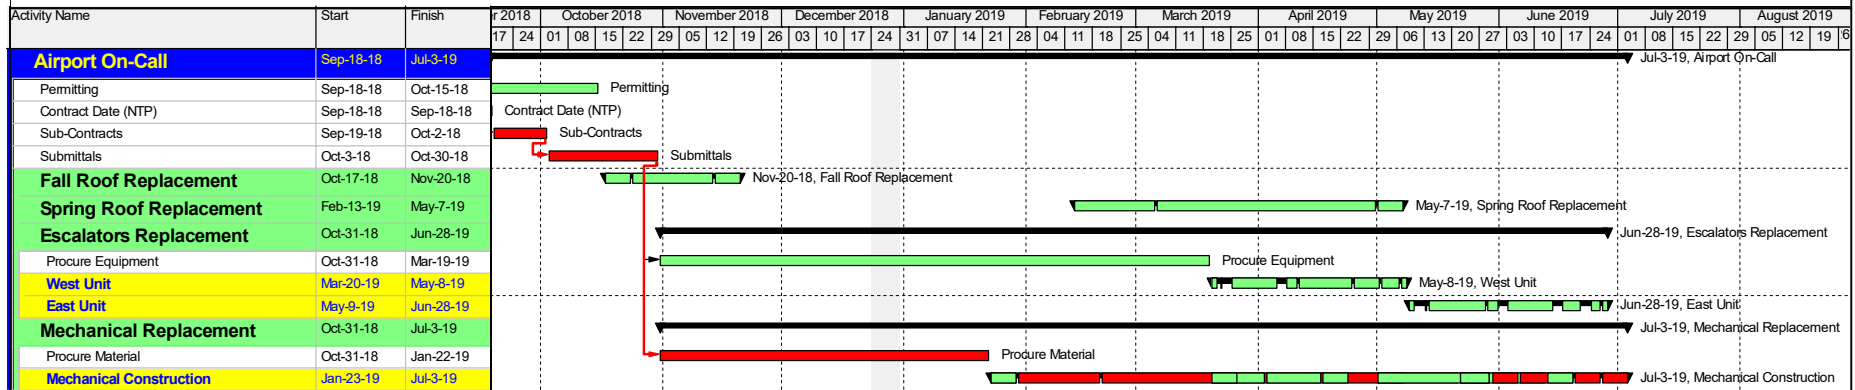 Activity Name Start Finish r 2018 October 2018 November 2018 December 2018 January 2019 February 2019 March 2019 April 2019 May 2019 June 2019 July 2019 August 2019
17 24 01 08 15 22 29 05 12 19 26 03 10 17 24 31 07 14 21 28 04 11 18 25 04 11 18 25 01 08 15 22 29 06 13 20 27 03 10 17 24 01 08 15 22 29 05 12 19 26
Airport On-Call Sep-18-18 Jul-3-19 Jul-3-19, Airport On-Call
Permitting Sep-18-18 Oct-15-18 Permitting
Contract Date (NTP) Sep-18-18 Sep-18-18 Contract Date (NTP)
Sub-Contracts Sep-19-18 Oct-2-18 Sub-Contracts
Submittals Oct-3-18 Oct-30-18 Submittals
Fall Roof Replacement Oct-17-18 Nov-20-18 Nov-20-18, Fall Roof Replacement
Spring Roof Replacement Feb-13-19 May-7-19 May-7-19, Spring Roof Replacement
Escalators Replacement Oct-31-18 Jun-28-19 Jun-28-19, Escalators Replacement
Procure Equipment Oct-31-18 Mar-19-19 Procure Equipment
West Unit Mar-20-19 May-8-19 May-8-19, West Unit
East Unit May-9-19 Jun-28-19 Jun-28-19, East Unit
Mechanical Replacement Oct-31-18 Jul-3-19 Jul-3-19, Mechanical Replacement
Procure Material Oct-31-18 Jan-22-19 Procure Material
Mechanical Construction Jan-23-19 Jul-3-19 Jul-3-19, Mechanical Construction